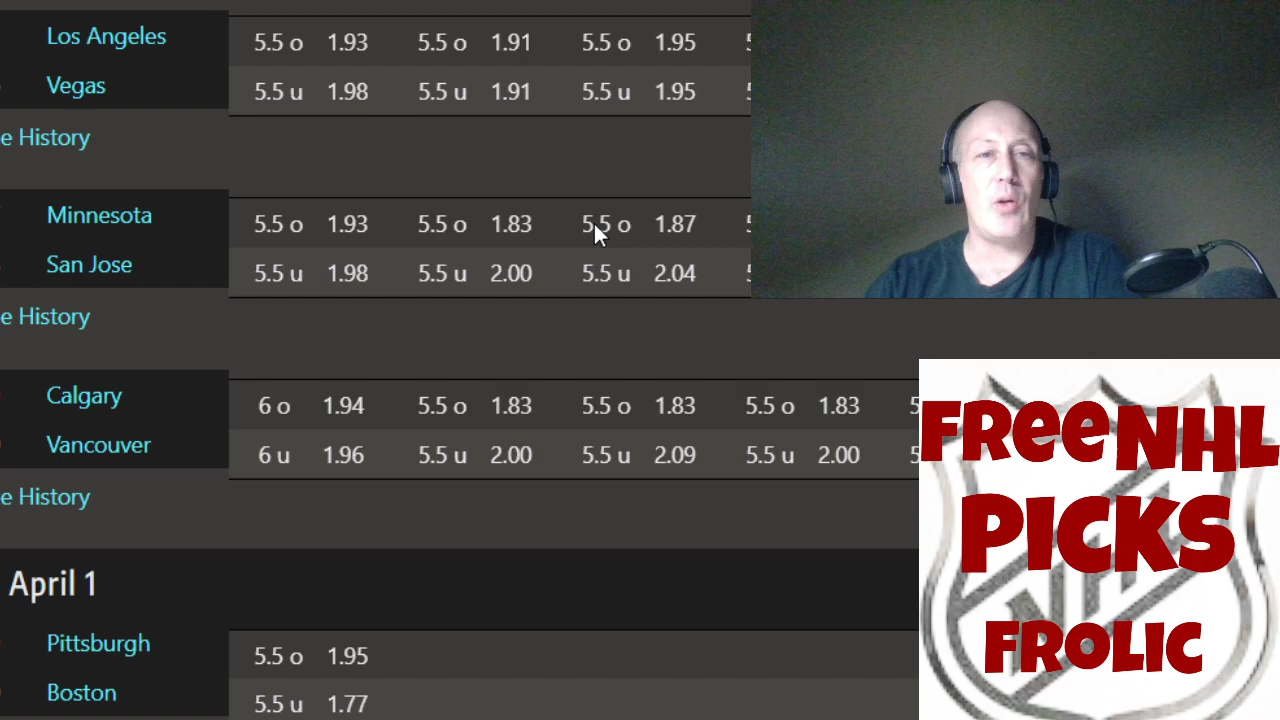 Los Angeles 5.5 o 1.93 5.5 o 1.91 5.5 o 1.95
Vegas 5.5 u 1.98 5.5 u 1.91 5.5 u 1.95
e History
Minnesota 5.5 o 1.93 5.5 o 1.83 5.5 o 1.87
San Jose 5.5 u 1.98 5.5 u 2.00 5.5 u 2.04
e History
Calgary 6 o 1.94 5.5 o 1.83 5.5 o 1.83 5.5 o 1.83 5
Vancouver 6 u 1.96 5.5 u 2.00 5.5 u 2.09 5.5 u 2.00 5
e History
April 1
Pittsburgh 5.5 o 1.95
Boston 5.5 u 1.77
FReeNHL
PICKS
FROLIC
NHL